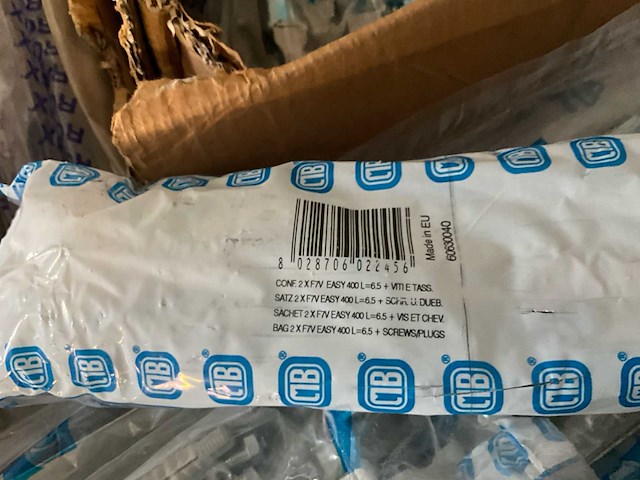 8 028706 022456
Made in EU
60630040
CONF. 2 X F7V EASY 400 L=6.5 + VITI E TASS.
SATZ 2 X F7V EASY 400 L=6.5 + SCHR. U. DUEB.
SACHET 2 X F7V EASY 400 L=6.5 + VIS ET CHEV.
BAG 2 X F7V EASY 400 L=6.5 + SCREWS/PLUGS